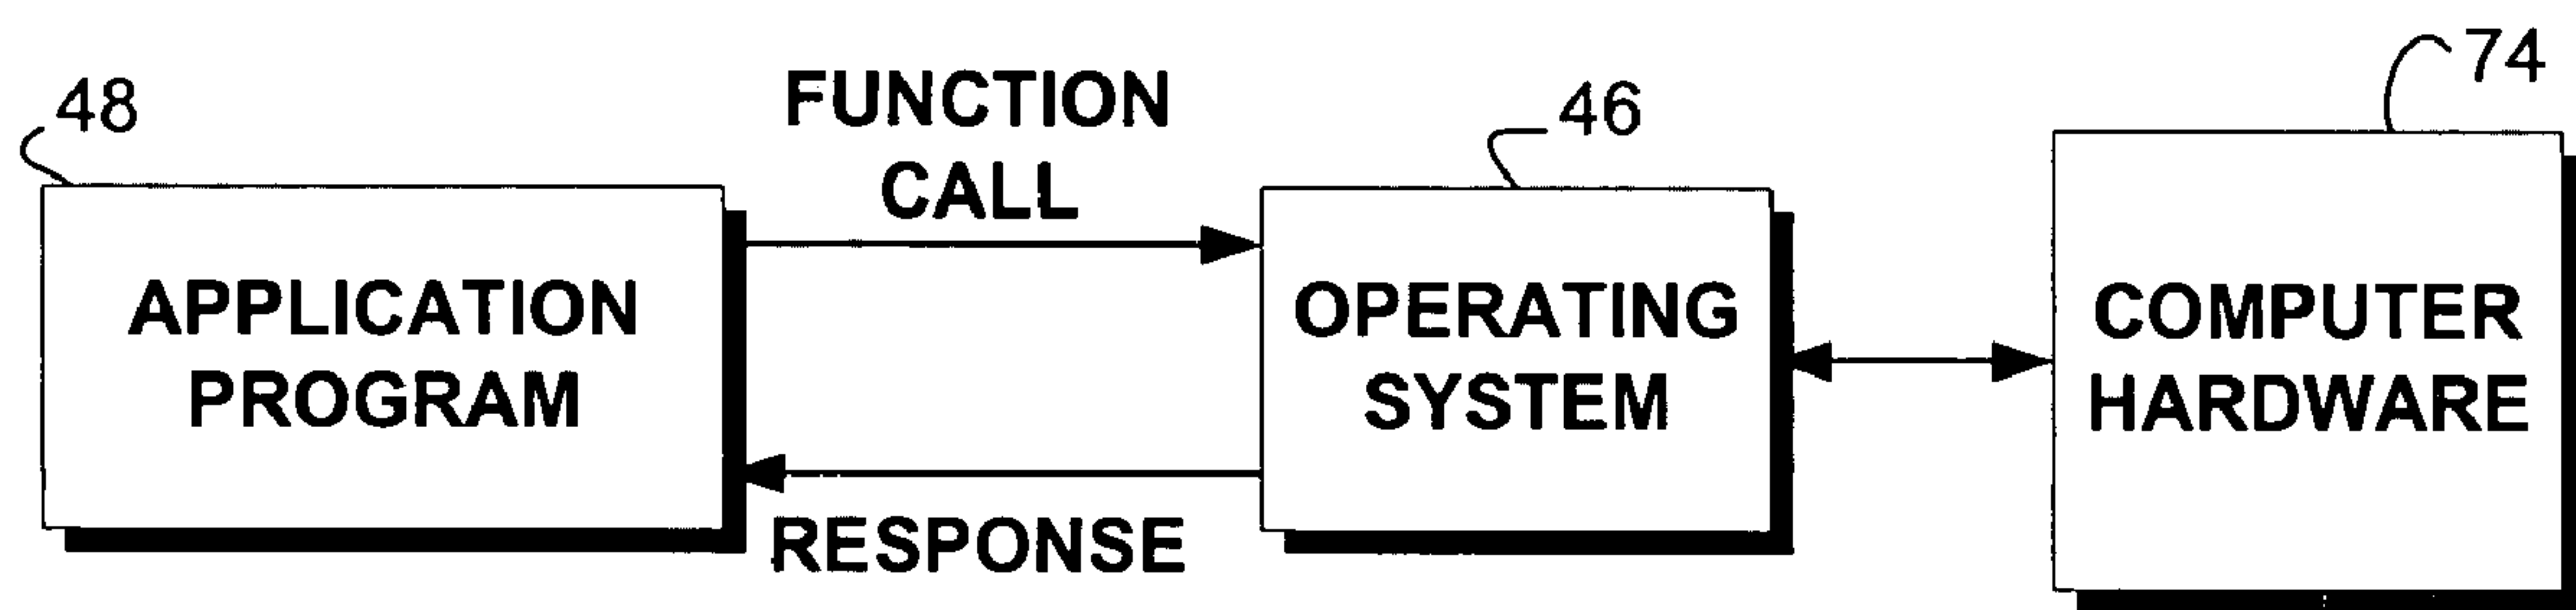 48
FUNCTION
CALL
46
74
APPLICATION
PROGRAM
OPERATING
SYSTEM
COMPUTER
HARDWARE
RESPONSE